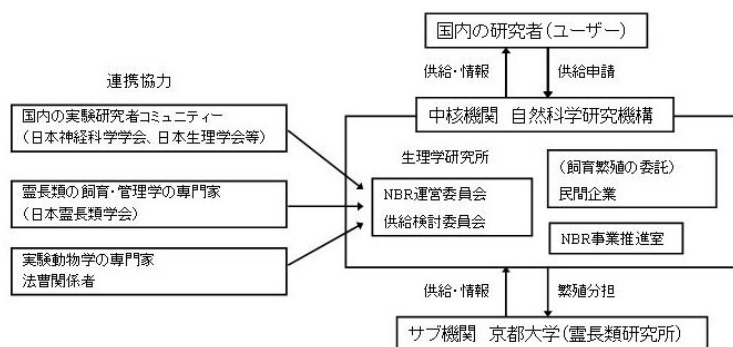 国内の研究者(ユーザー)
供給・情報
供給申請
連携協力
国内の実験研究者コミュニティー
(日本神経科学学会、日本生理学会等)
霊長類の飼育・管理学の専門家
(日本霊長類学会)
実験動物学の専門家
法曹関係者
中核機関 自然科学研究機構
生理学研究所
NBR運営委員会
供給検討委員会
(飼育繁殖の委託)
民間企業
NBR事業推進室
供給・情報
繁殖分担
サブ機関 京都大学(霊長類研究所)